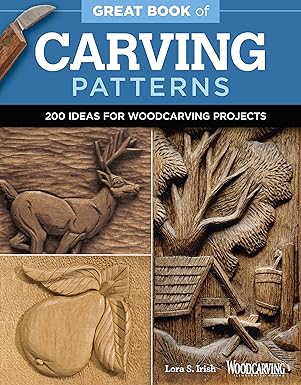 GREAT BOOK of
CARVING
PATTERNS
200 IDEAS FOR WOODCARVING PROJECTS
Lora S. Irish
WOODCARVING